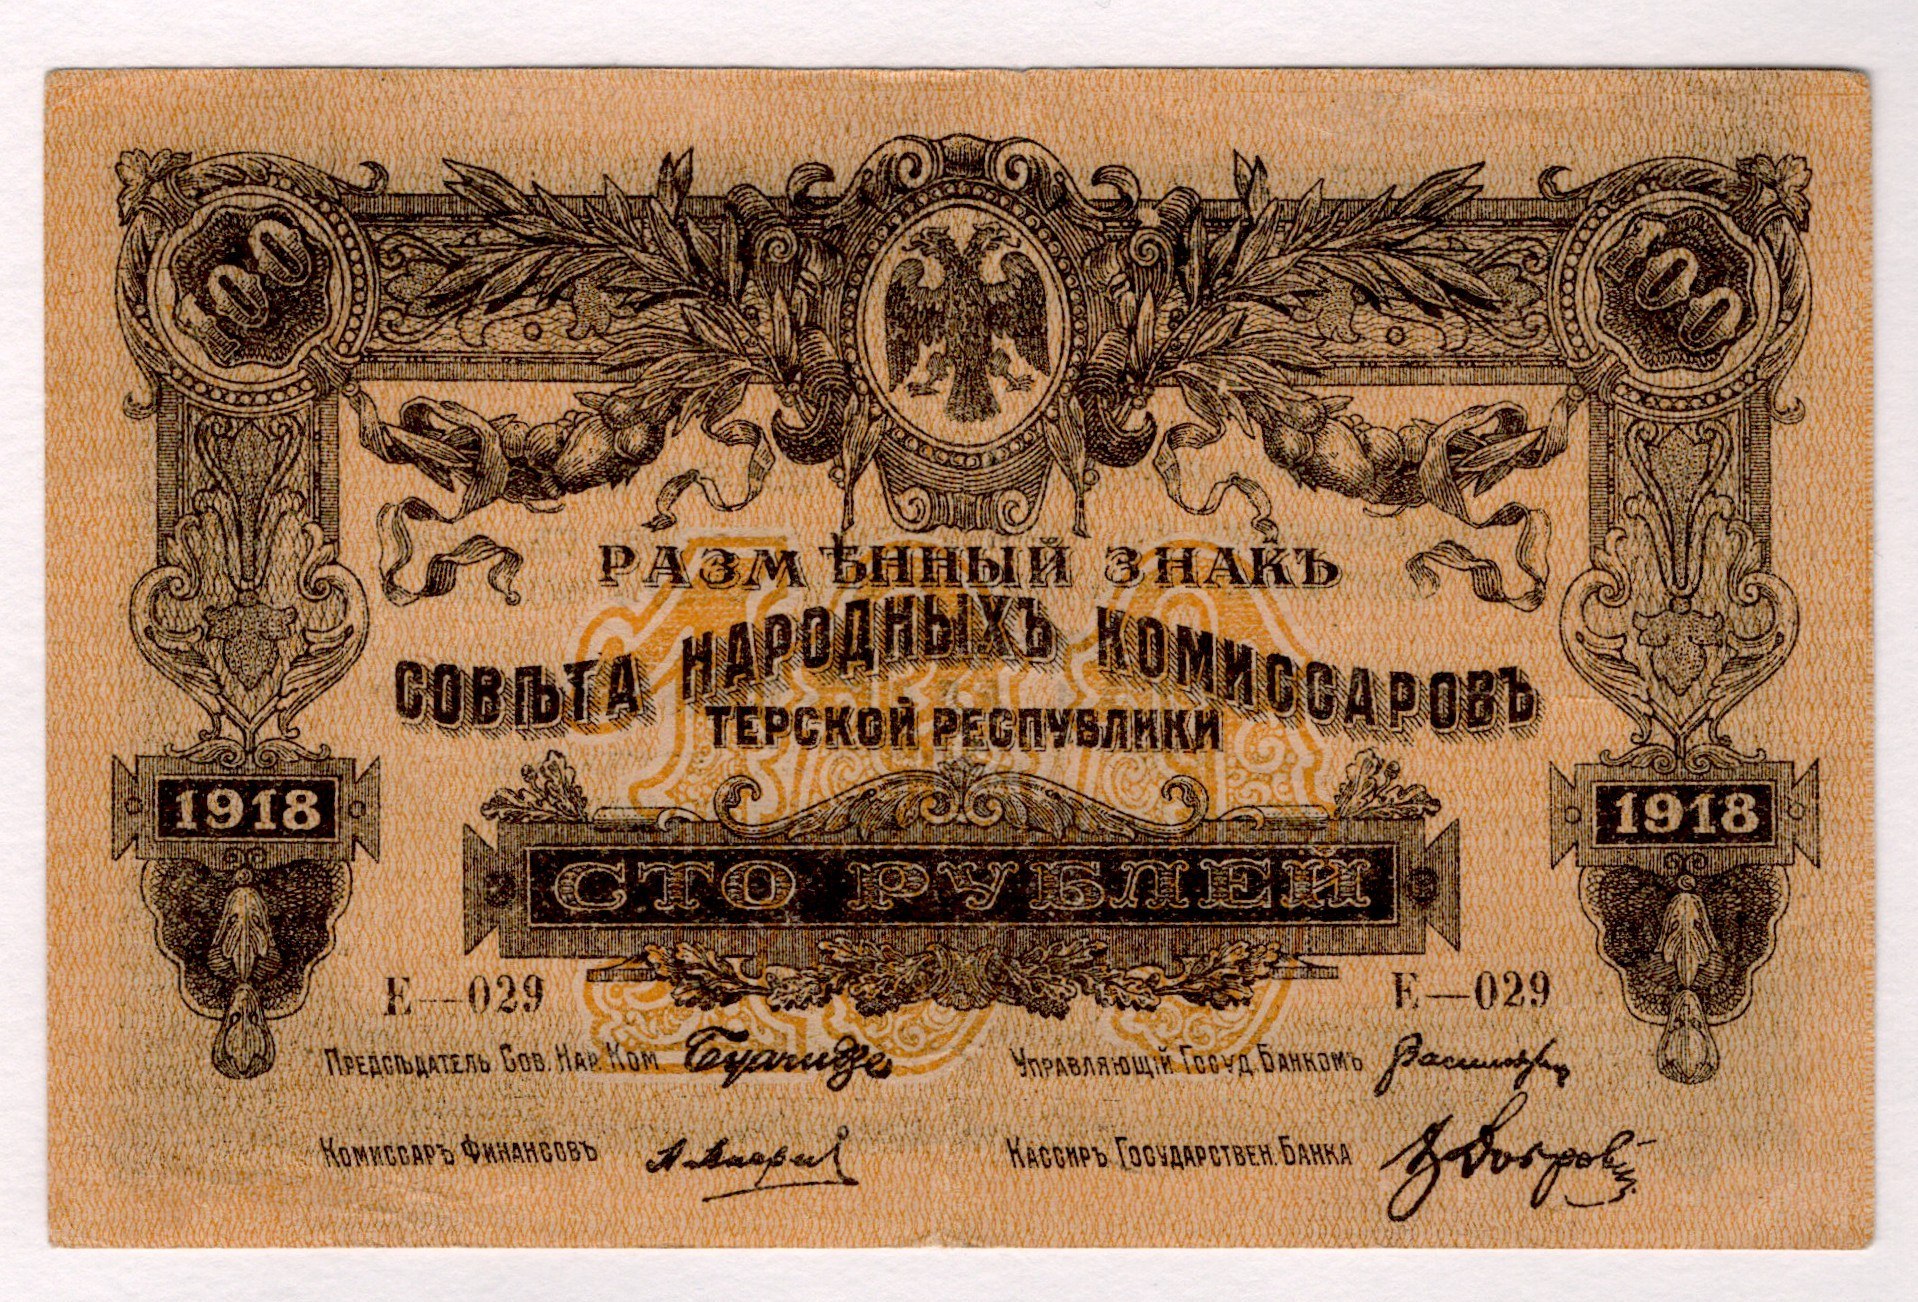 100 100
РАЗМѢННЫЙ ЗНАКЪ
СОВѢТА НАРОДНЫХЪ КОМИССАРОВЪ
ТЕРСКОЙ РЕСПУБЛИКИ
1918 1918
СТО РУБЛЕЙ
Е—029 Е—029
ПРЕДСѢДАТЕЛЬ СОВ. НАР. КОМ Буачидзе УПРАВЛЯЮЩІЙ ГОСУД. БАНКОМЪ
КОМИССАРЪ ФИНАНСОВЪ КАССИРЪ ГОСУДАРСТВЕН. БАНКА